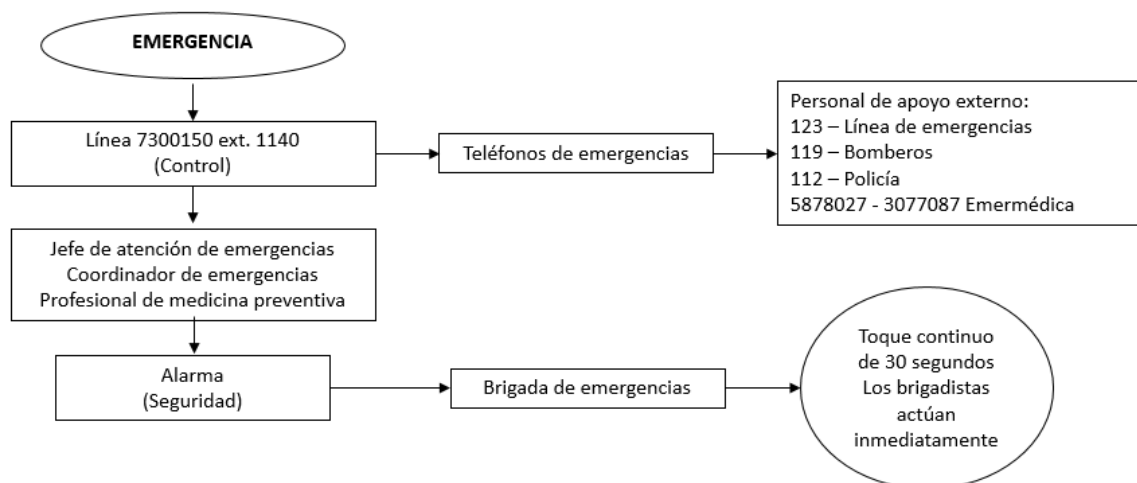 EMERGENCIA
Línea 7300150 ext. 1140
(Control)
Teléfonos de emergencias
Personal de apoyo externo:
123 – Línea de emergencias
119 – Bomberos
112 – Policía
5878027 - 3077087 Emermédica
Jefe de atención de emergencias
Coordinador de emergencias
Profesional de medicina preventiva
Alarma
(Seguridad)
Brigada de emergencias
Toque continuo
de 30 segundos
Los brigadistas
actúan
inmediatamente